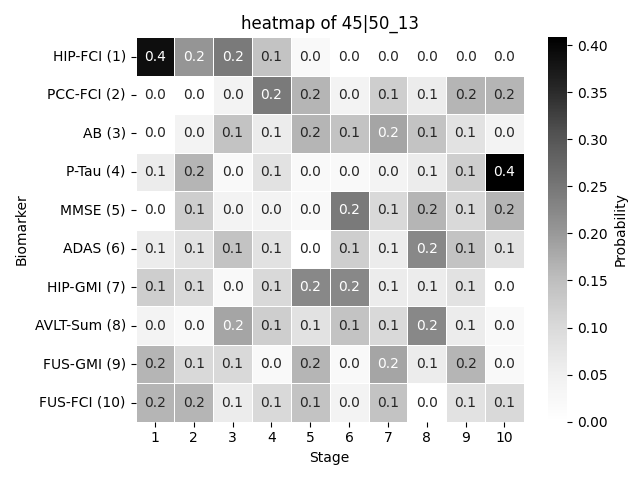 heatmap of 45|50_13
HIP-FCI (1) 0.4 0.2 0.2 0.1 0.0 0.0 0.0 0.0 0.0 0.0
PCC-FCI (2) 0.0 0.0 0.0 0.2 0.2 0.0 0.1 0.1 0.2 0.2
AB (3) 0.0 0.0 0.1 0.1 0.2 0.1 0.2 0.1 0.1 0.0
P-Tau (4) 0.1 0.2 0.0 0.1 0.0 0.0 0.0 0.1 0.1 0.4
MMSE (5) 0.0 0.1 0.0 0.0 0.0 0.2 0.1 0.2 0.1 0.2
ADAS (6) 0.1 0.1 0.1 0.1 0.0 0.1 0.1 0.2 0.1 0.1
HIP-GMI (7) 0.1 0.1 0.0 0.1 0.2 0.2 0.1 0.1 0.1 0.0
AVLT-Sum (8) 0.0 0.0 0.2 0.1 0.1 0.1 0.1 0.2 0.1 0.0
FUS-GMI (9) 0.2 0.1 0.1 0.0 0.2 0.0 0.2 0.1 0.2 0.0
FUS-FCI (10) 0.2 0.2 0.1 0.1 0.1 0.0 0.1 0.0 0.1 0.1
1 2 3 4 5 6 7 8 9 10
Stage
Biomarker
0.40
0.35
0.30
0.25
0.20
0.15
0.10
0.05
0.00
Probability